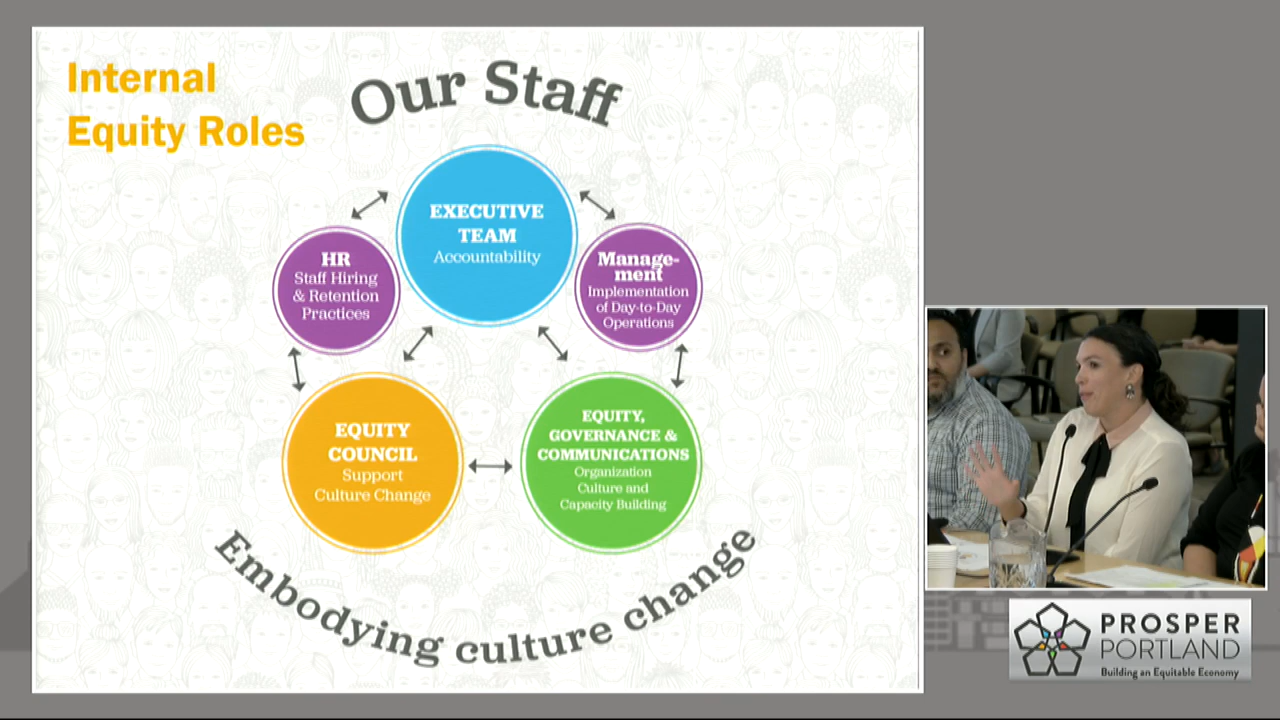 Internal
Equity Roles
Our Staff
EXECUTIVE
TEAM
Accountability
HR
Staff Hiring
& Retention
Practices
Manage-
ment
Implementation
of Day-to-Day
Operations
EQUITY
COUNCIL
Support
Culture Change
EQUITY,
GOVERNANCE &
COMMUNICATIONS
Organization
Culture and
Capacity Building
Embodying culture change
PROSPER
PORTLAND
Building an Equitable Economy